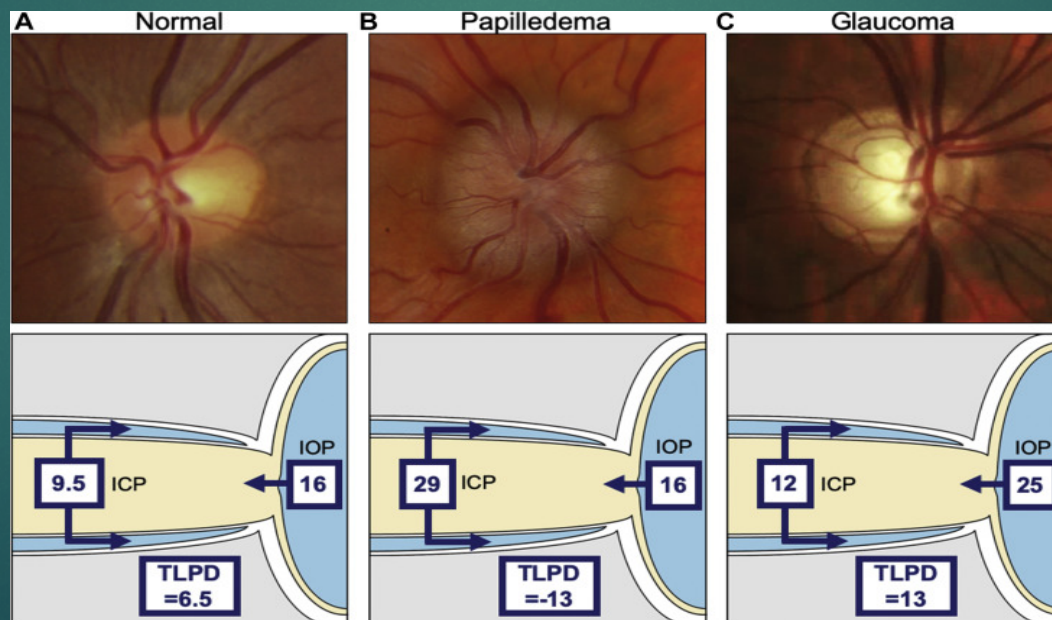 A Normal
B Papilledema
C Glaucoma
9.5 ICP
IOP
16
TLPD
=6.5
29 ICP
IOP
16
TLPD
=-13
12 ICP
IOP
25
TLPD
=13